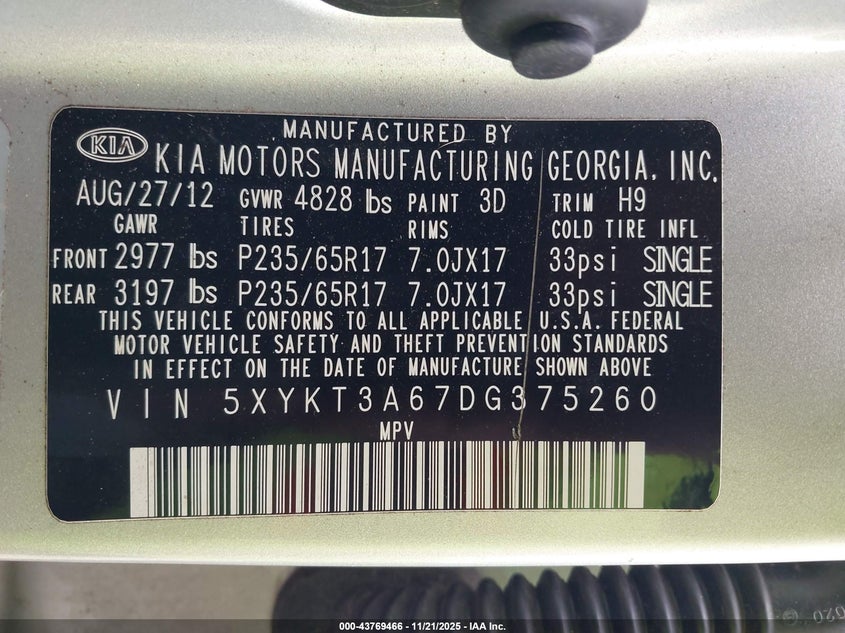 MANUFACTURED BY
KIA KIA MOTORS MANUFACTURING GEORGIA, INC.
AUG/27/12 GVWR 4828 lbs PAINT 3D TRIM H9
GAWR TIRES RIMS COLD TIRE INFL
FRONT 2977 lbs P235/65R17 7.0JX17 33psi SINGLE
REAR 3197 lbs P235/65R17 7.0JX17 33psi SINGLE
THIS VEHICLE CONFORMS TO ALL APPLICABLE U.S.A. FEDERAL
MOTOR VEHICLE SAFETY AND THEFT PREVENTION STANDARDS
IN EFFECT ON THE DATE OF MANUFACTURE SHOWN ABOVE
VIN 5XYKT3A67DG375260
MPV
000-43769466 - 11/21/2025 - IAA Inc.